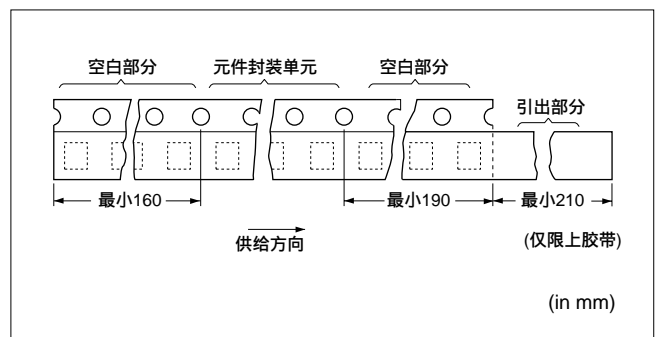 空白部分 元件封装单元 空白部分
引出部分
最小160 最小190 最小210
供给方向 (仅限上胶带)
(in mm)